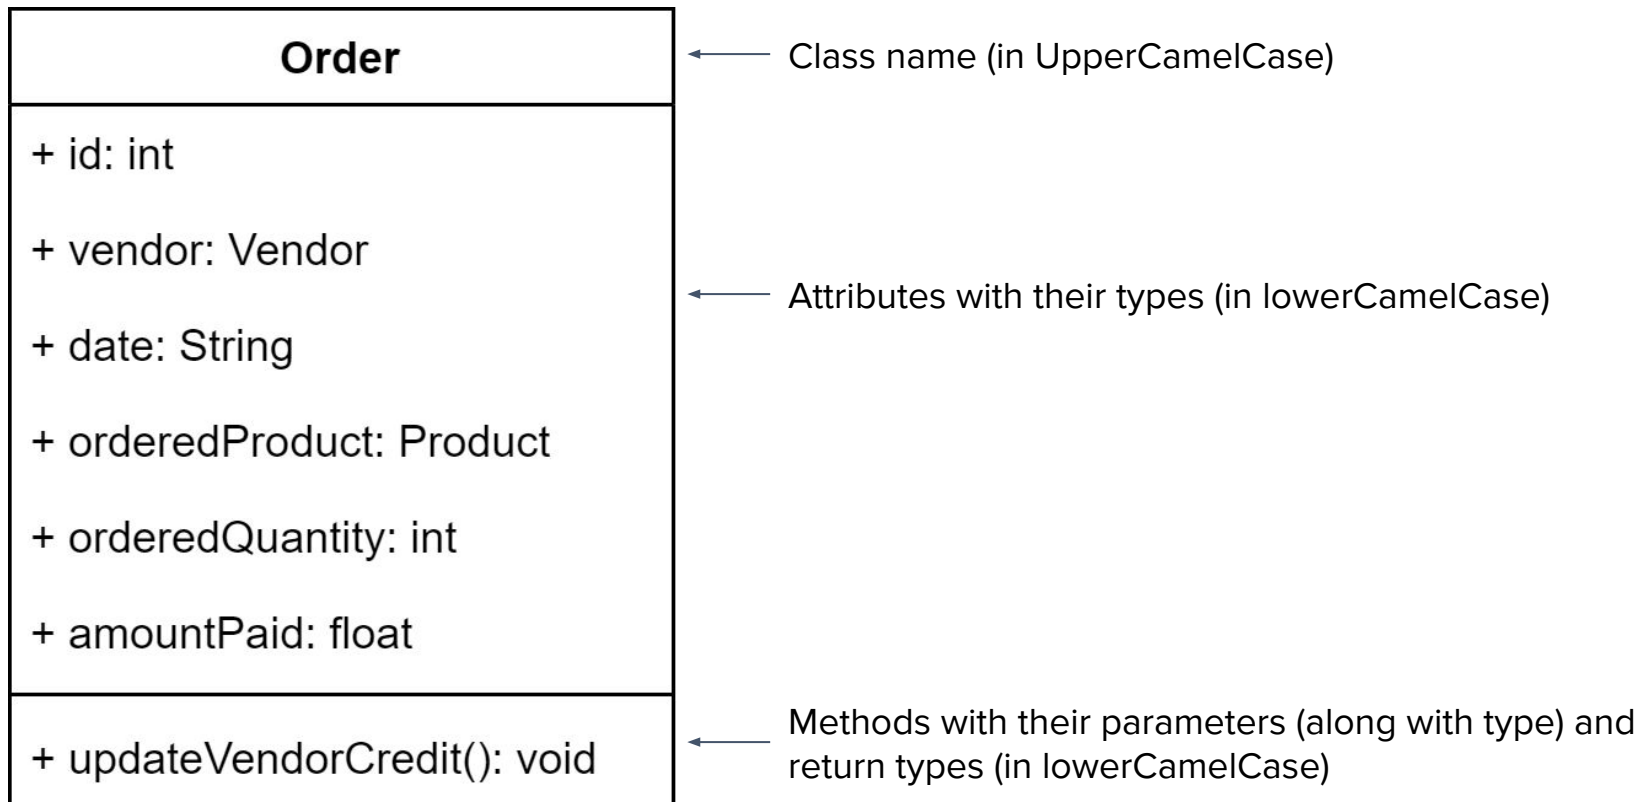 Order
Class name (in UpperCamelCase)
+ id: int
+ vendor: Vendor
Attributes with their types (in lowerCamelCase)
+ date: String
+ orderedProduct: Product
+ orderedQuantity: int
+ amountPaid: float
+ updateVendorCredit(): void
Methods with their parameters (along with type) and
return types (in lowerCamelCase)